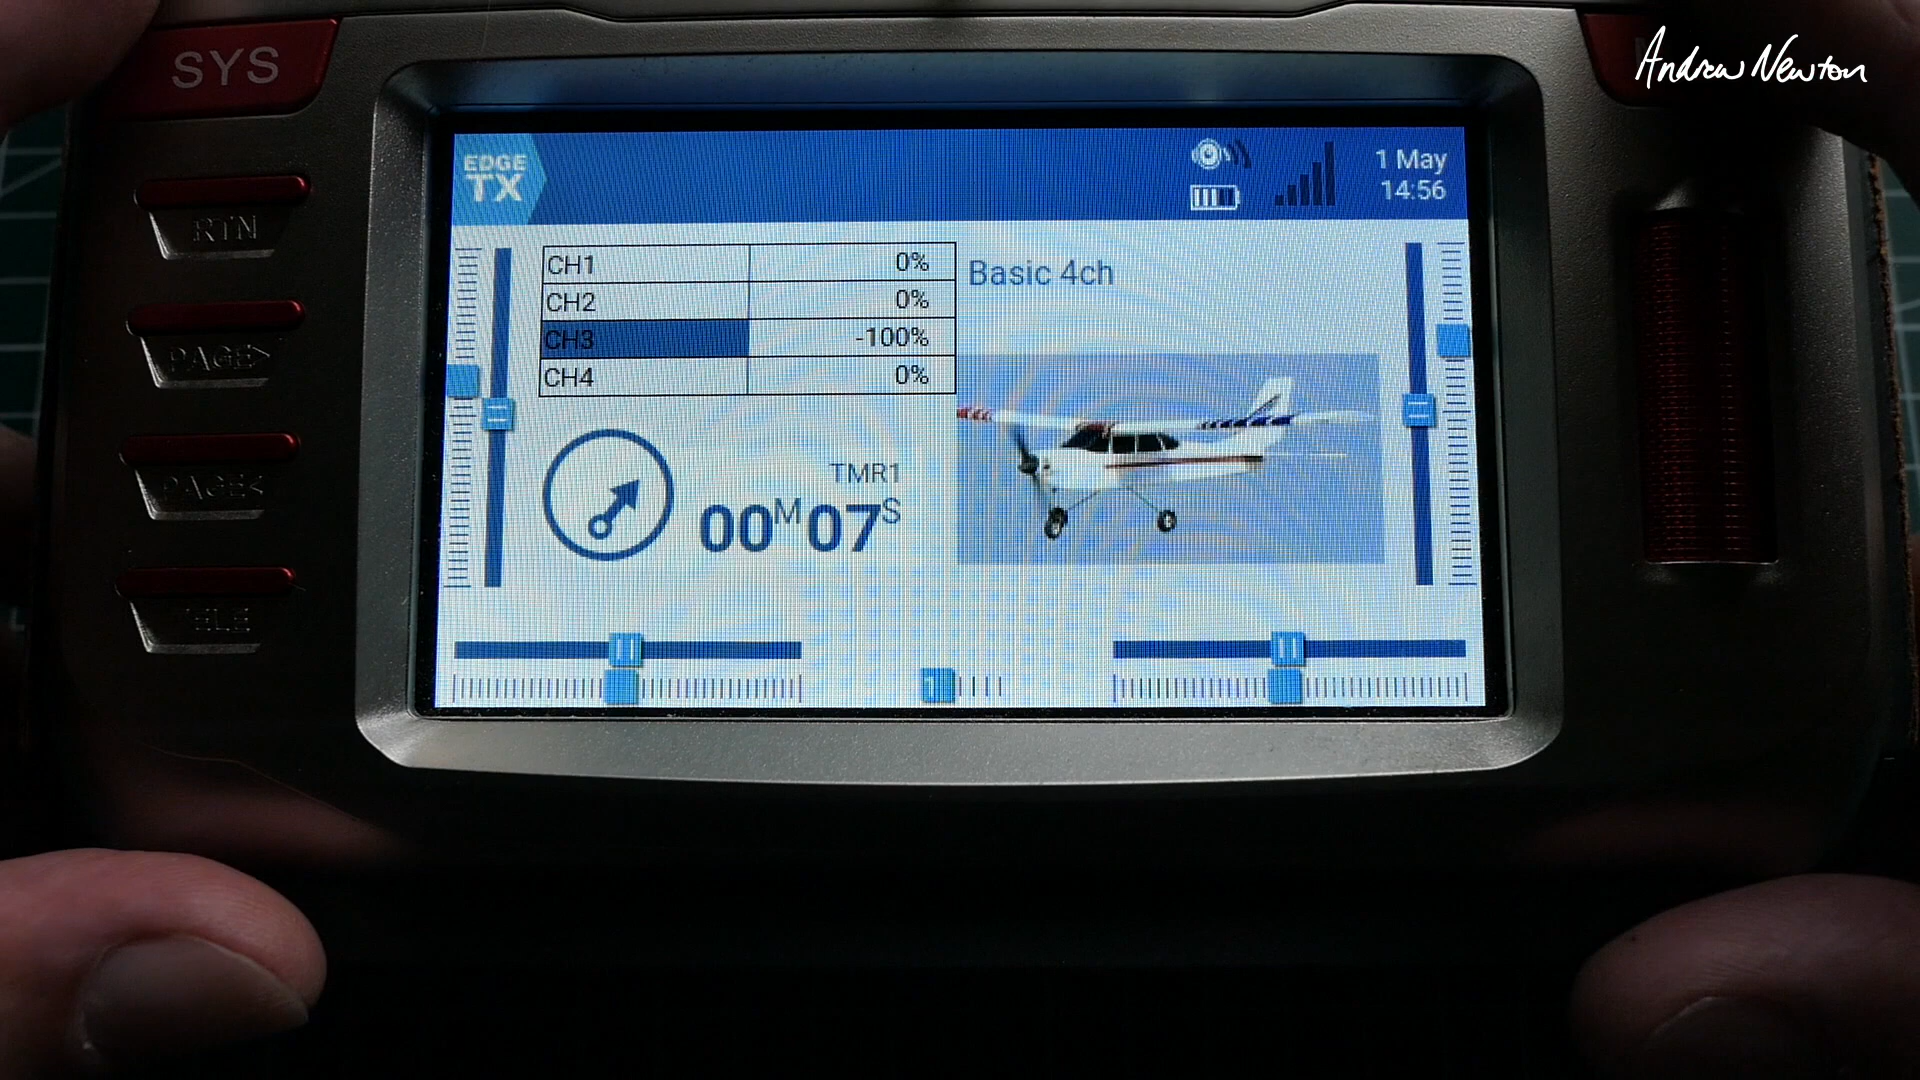 SYS
Andrew Newton
EDGE
TX
1 May
14:56
RTN
CH1 0%
Basic 4ch
CH2 0%
CH3 -100%
PAGE>
CH4 0%
PAGE<
TMR1
00M07S
TELE
1